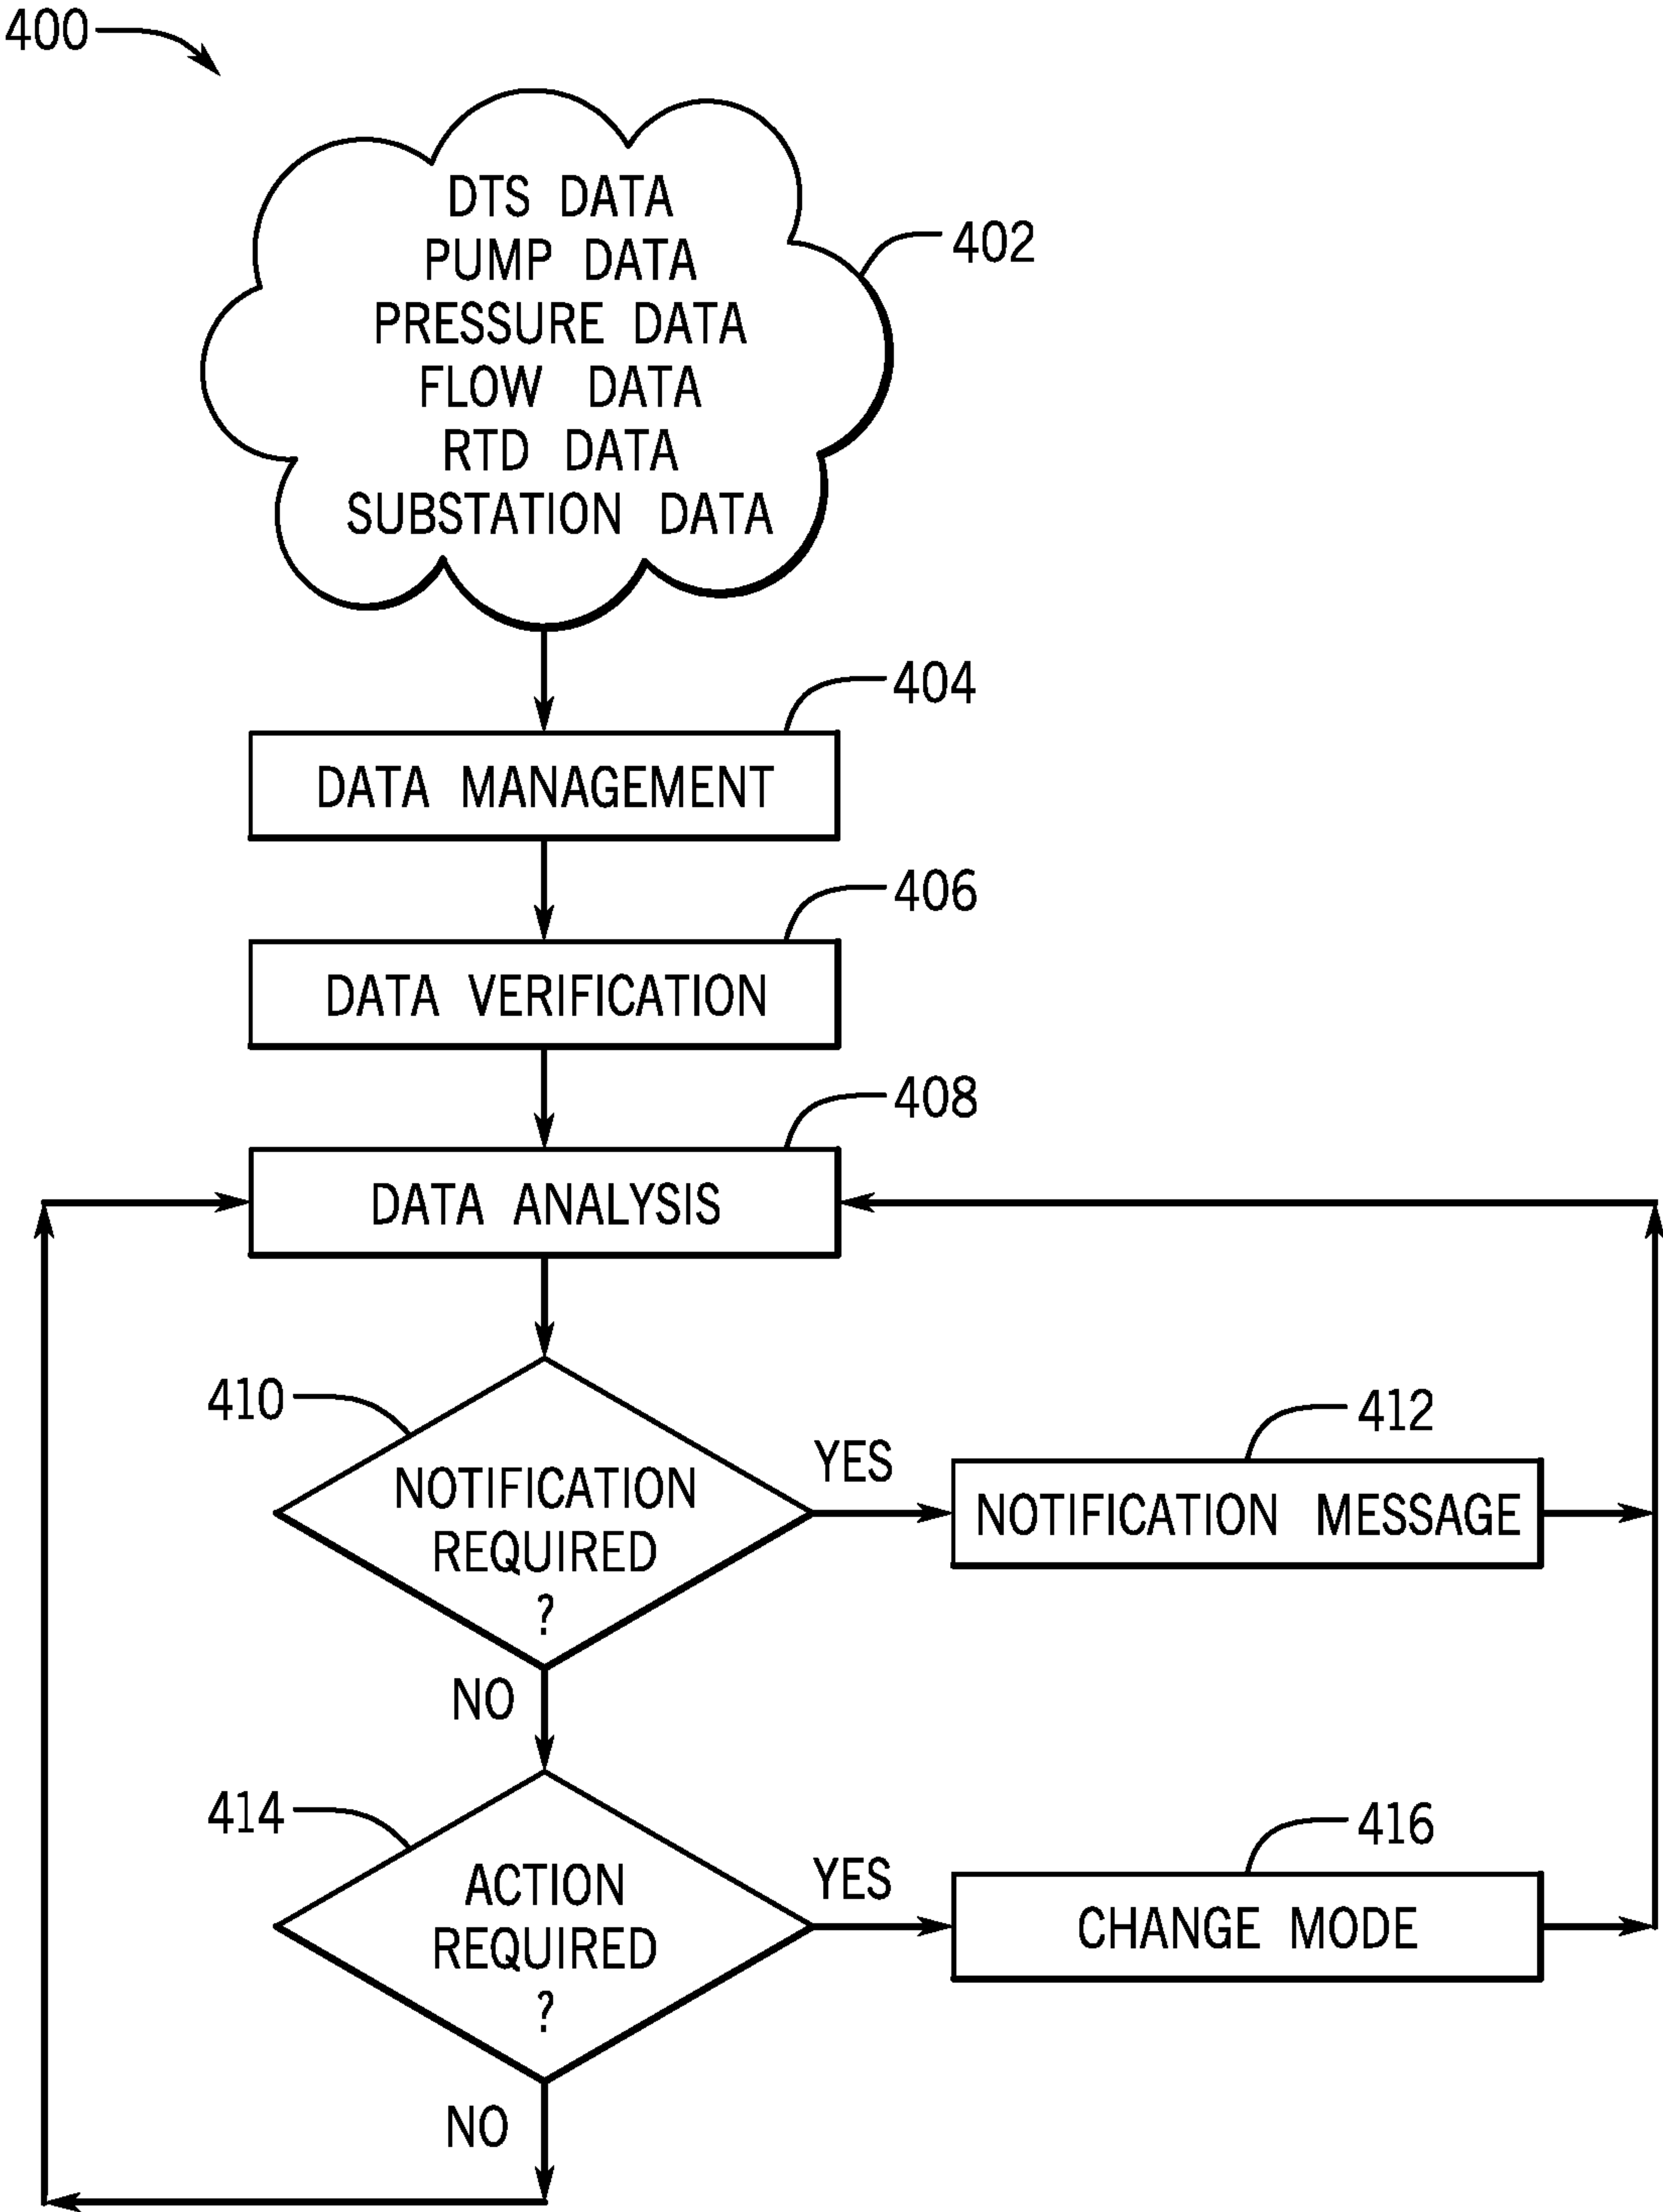 400
DTS DATA
PUMP DATA
PRESSURE DATA
FLOW DATA
RTD DATA
SUBSTATION DATA
402
404
DATA MANAGEMENT
406
DATA VERIFICATION
408
DATA ANALYSIS
410
NOTIFICATION
REQUIRED
?
YES
412
NOTIFICATION MESSAGE
NO
414
ACTION
REQUIRED
?
YES
416
CHANGE MODE
NO